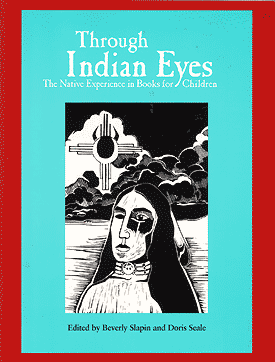 Through
Indian Eyes
The Native Experience in Books for Children
Edited by Beverly Slapin and Doris Seale